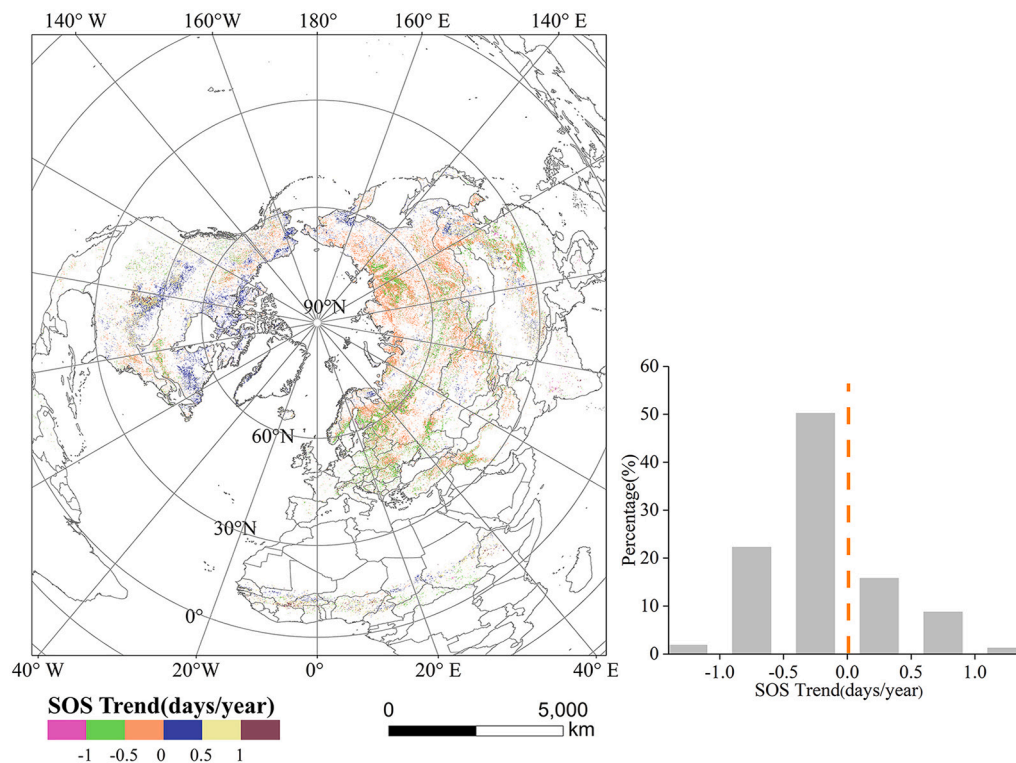 140° W 160°W 180° 160° E 140° E
90°N
60°N
30°N
0°
40° W 20°W 0° 20° E 40° E
SOS Trend(days/year)
-1 -0.5 0 0.5 1
0 5,000
km
60
50
40
30
20
10
0
Percentage(%)
-1.0 -0.5 0.0 0.5 1.0
SOS Trend(days/year)